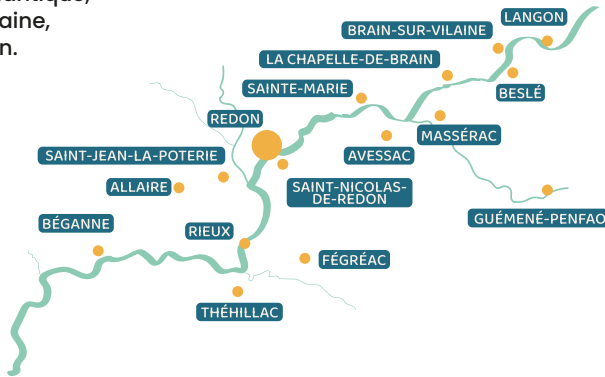 aine,
n.
LANGON
BRAIN-SUR-VILAINE
LA CHAPELLE-DE-BRAIN
SAINTE-MARIE
BESLÉ
REDON
MASSÉRAC
SAINT-JEAN-LA-POTERIE
AVESSAC
ALLAIRE
SAINT-NICOLAS-
DE-REDON
GUÉMENÉ-PENFAO
BÉGANNE
RIEUX
FÉGRÉAC
THÉHILLAC